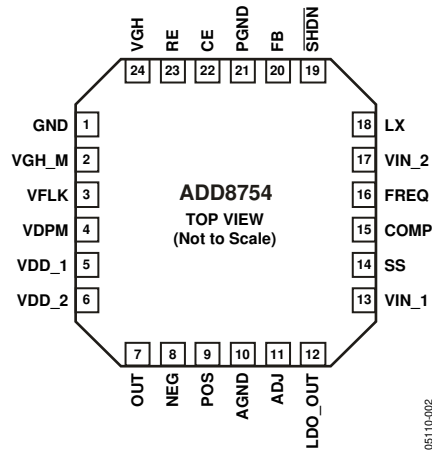 VGH RE CE PGND FB SHDN
24 23 22 21 20 19
GND 1 18 LX
VGH_M 2 17 VIN_2
VFLK 3 16 FREQ
VDPM 4 15 COMP
VDD_1 5 14 SS
VDD_2 6 13 VIN_1
ADD8754
TOP VIEW
(Not to Scale)
7 8 9 10 11 12
OUT NEG POS AGND ADJ LDO_OUT
05110-002